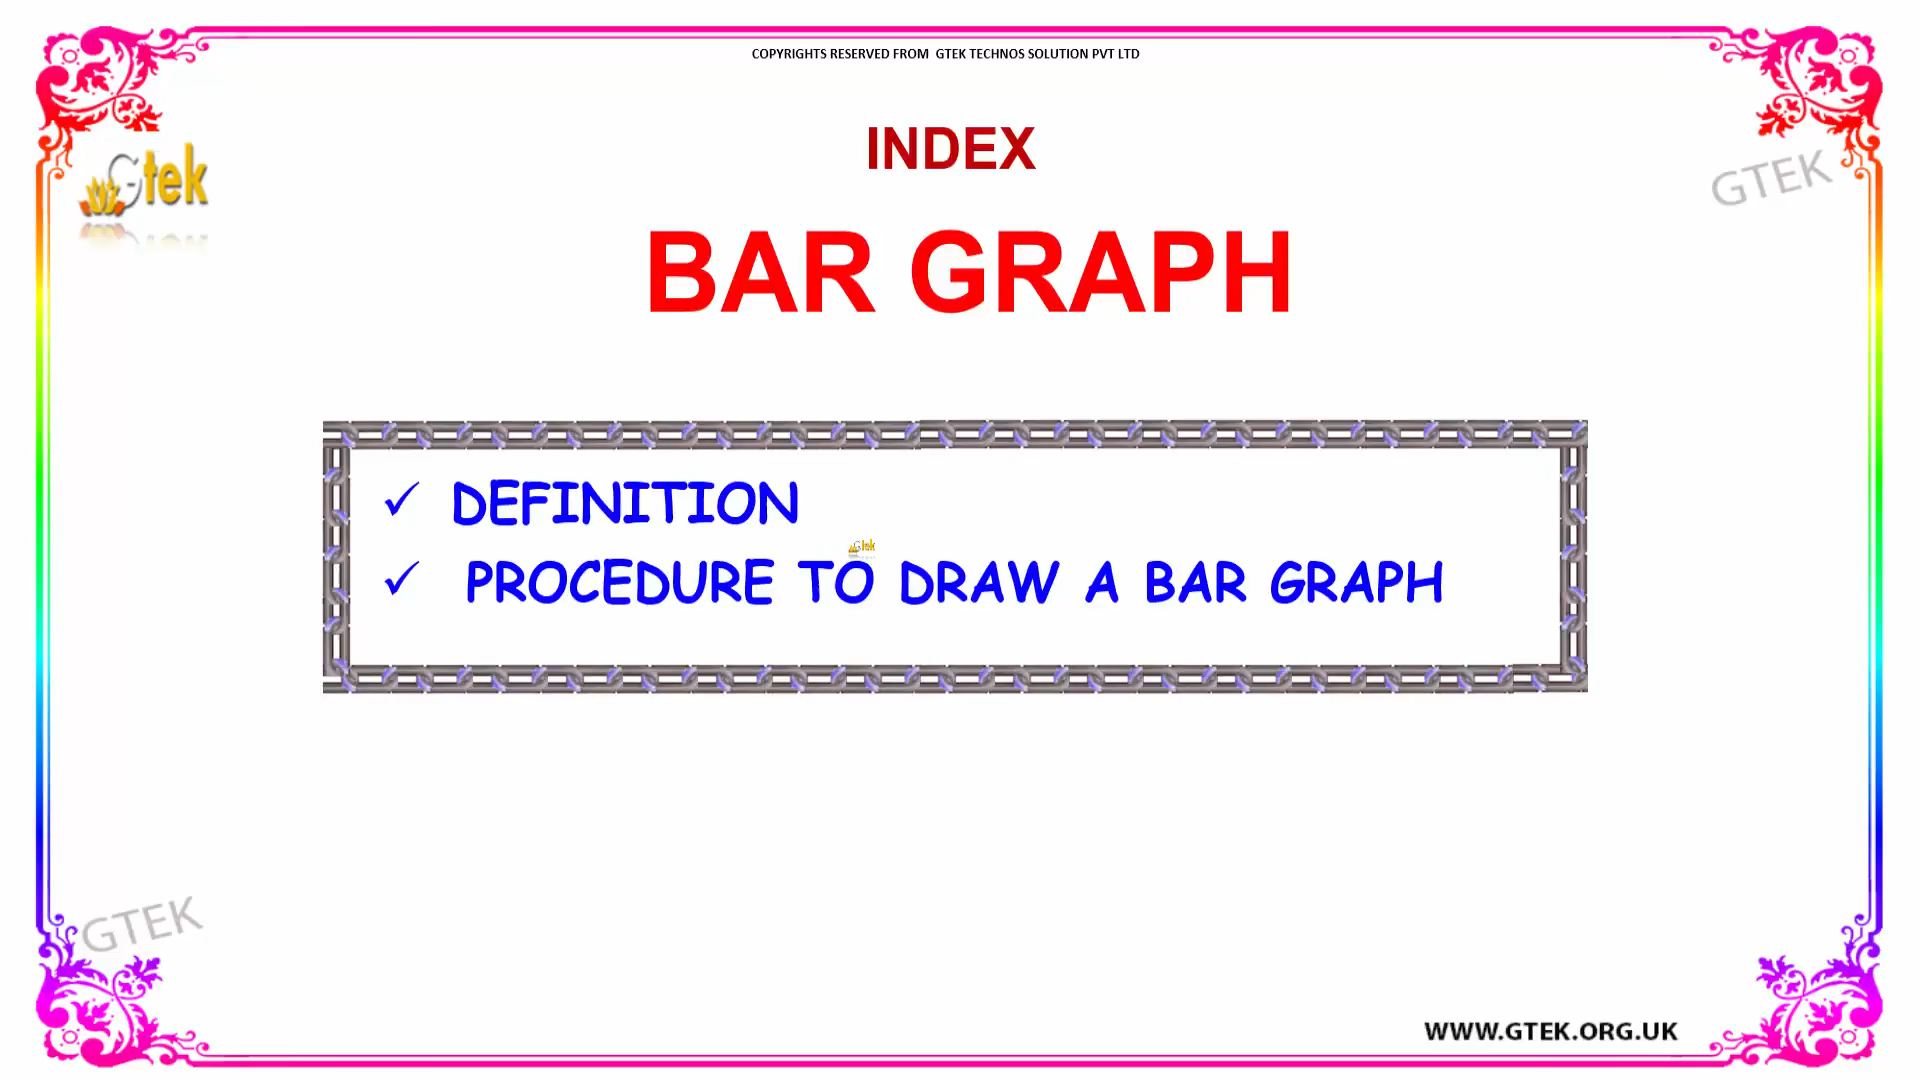 COPYRIGHTS RESERVED FROM GTEK TECHNOS SOLUTION PVT LTD
INDEX
Gtek
GTEK
BAR GRAPH
✓ DEFINITION
Gtek
✓ PROCEDURE TO DRAW A BAR GRAPH
GTEK
WWW.GTEK.ORG.UK